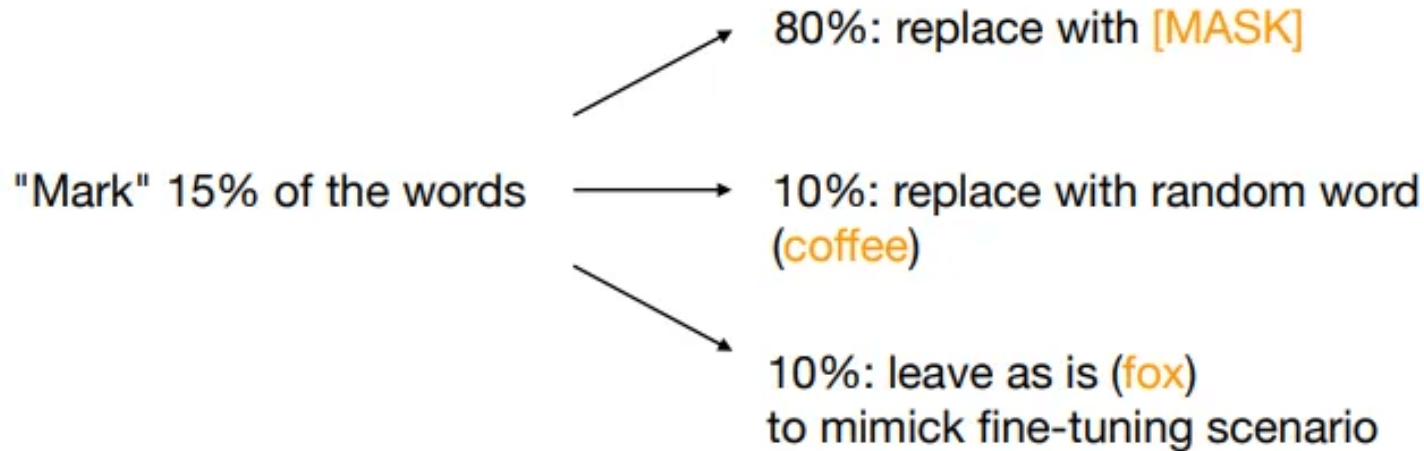 80%: replace with [MASK]
"Mark" 15% of the words
10%: replace with random word
(coffee)
10%: leave as is (fox)
to mimick fine-tuning scenario